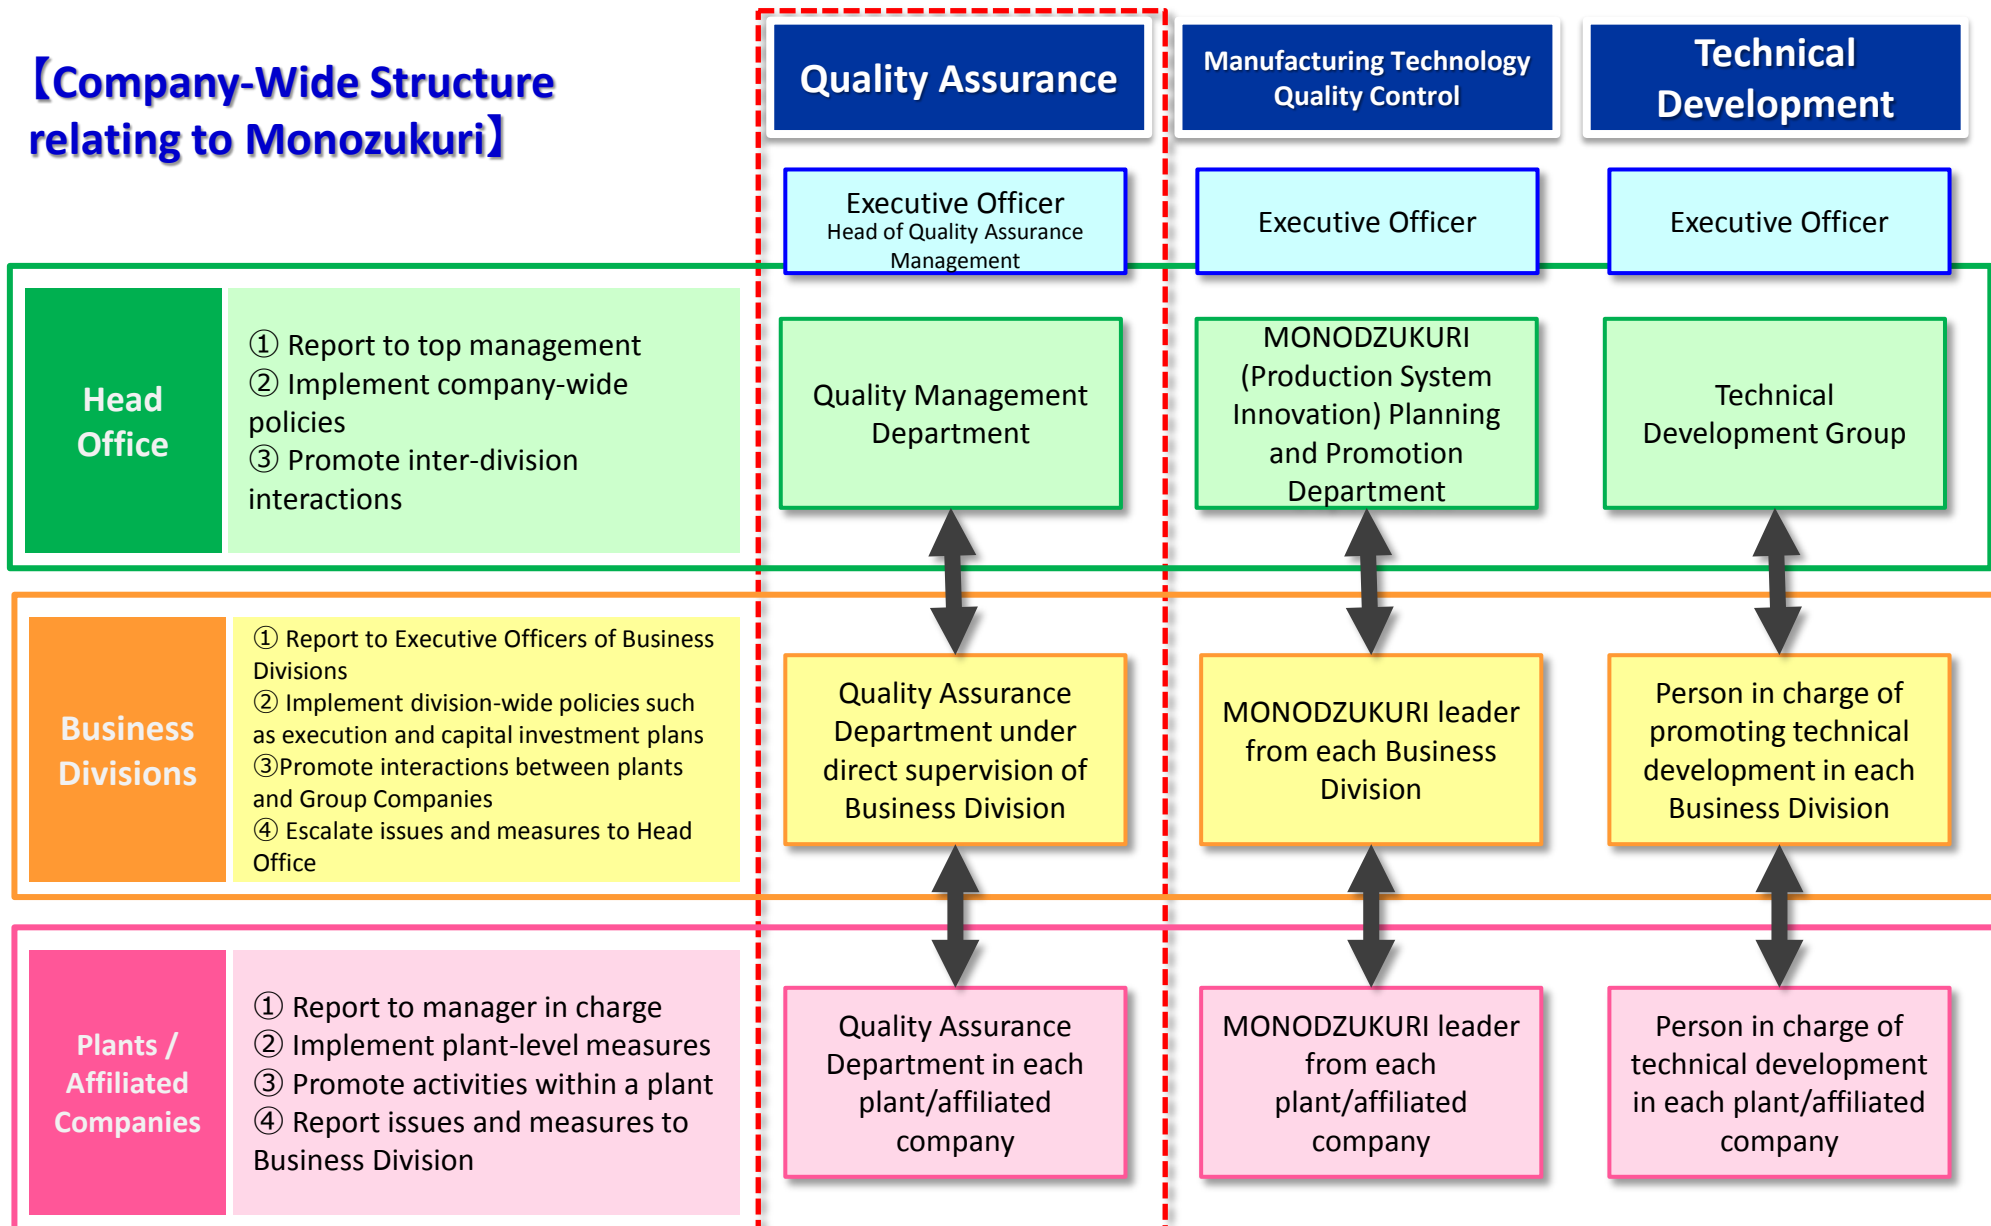 【Company-Wide Structure
relating to Monozukuri】
Quality Assurance
Manufacturing Technology
Quality Control
Technical
Development
Executive Officer
Head of Quality Assurance
Management
Executive Officer
Executive Officer
Head
Office
① Report to top management
② Implement company-wide
policies
③ Promote inter-division
interactions
Quality Management
Department
MONODZUKURI
(Production System
Innovation) Planning
and Promotion
Department
Technical
Development Group
Business
Divisions
① Report to Executive Officers of Business
Divisions
② Implement division-wide policies such
as execution and capital investment plans
③Promote interactions between plants
and Group Companies
④ Escalate issues and measures to Head
Office
Quality Assurance
Department under
direct supervision of
Business Division
MONODZUKURI leader
from each Business
Division
Person in charge of
promoting technical
development in each
Business Division
Plants /
Affiliated
Companies
① Report to manager in charge
② Implement plant-level measures
③ Promote activities within a plant
④ Report issues and measures to
Business Division
Quality Assurance
Department in each
plant/affiliated
company
MONODZUKURI leader
from each
plant/affiliated
company
Person in charge of
technical development
in each plant/affiliated
company